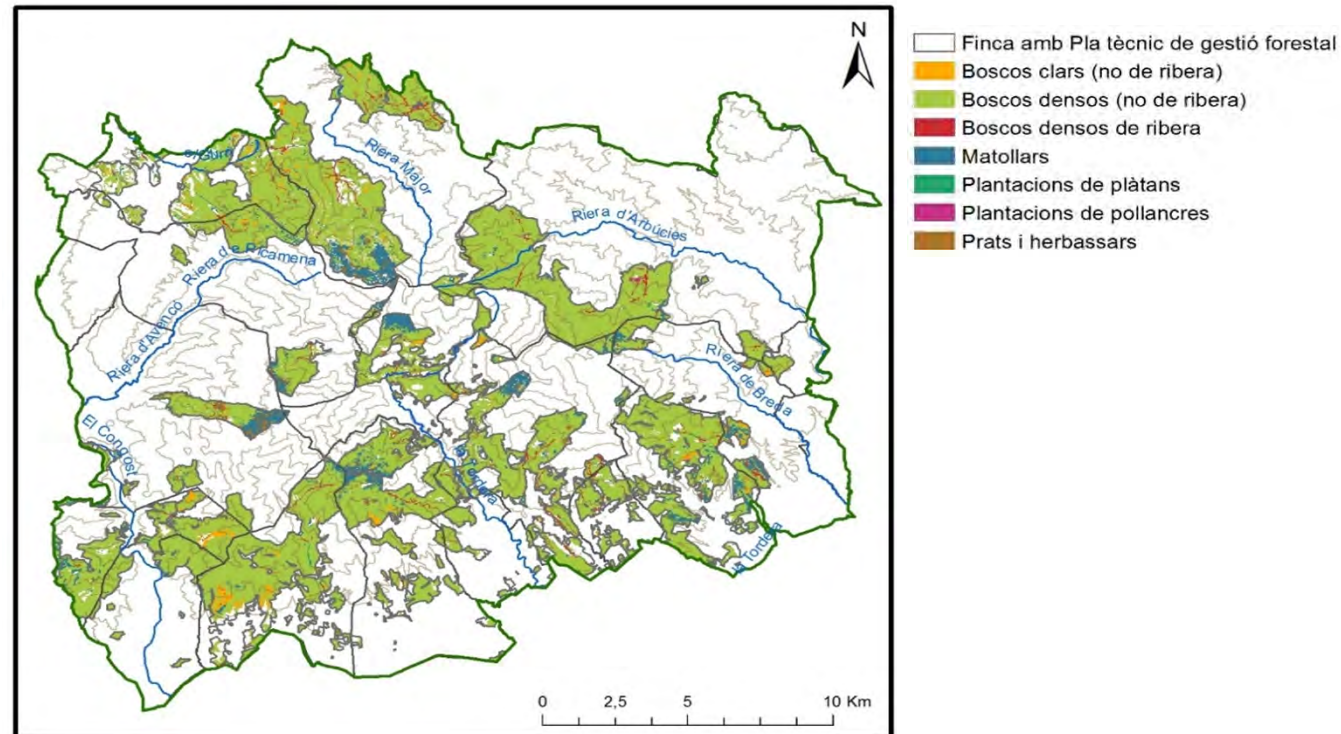 N
e/Gurri
Riera Major
Riera d'Arbúcies
Riera de Picamena
Riera d'Avencó
Riera de Breda
El Congost
la Tordera
la Tordera
0 2,5 5 10 Km
Finca amb Pla tècnic de gestió forestal
Boscos clars (no de ribera)
Boscos densos (no de ribera)
Boscos densos de ribera
Matollars
Plantacions de plàtans
Plantacions de pollancres
Prats i herbassars